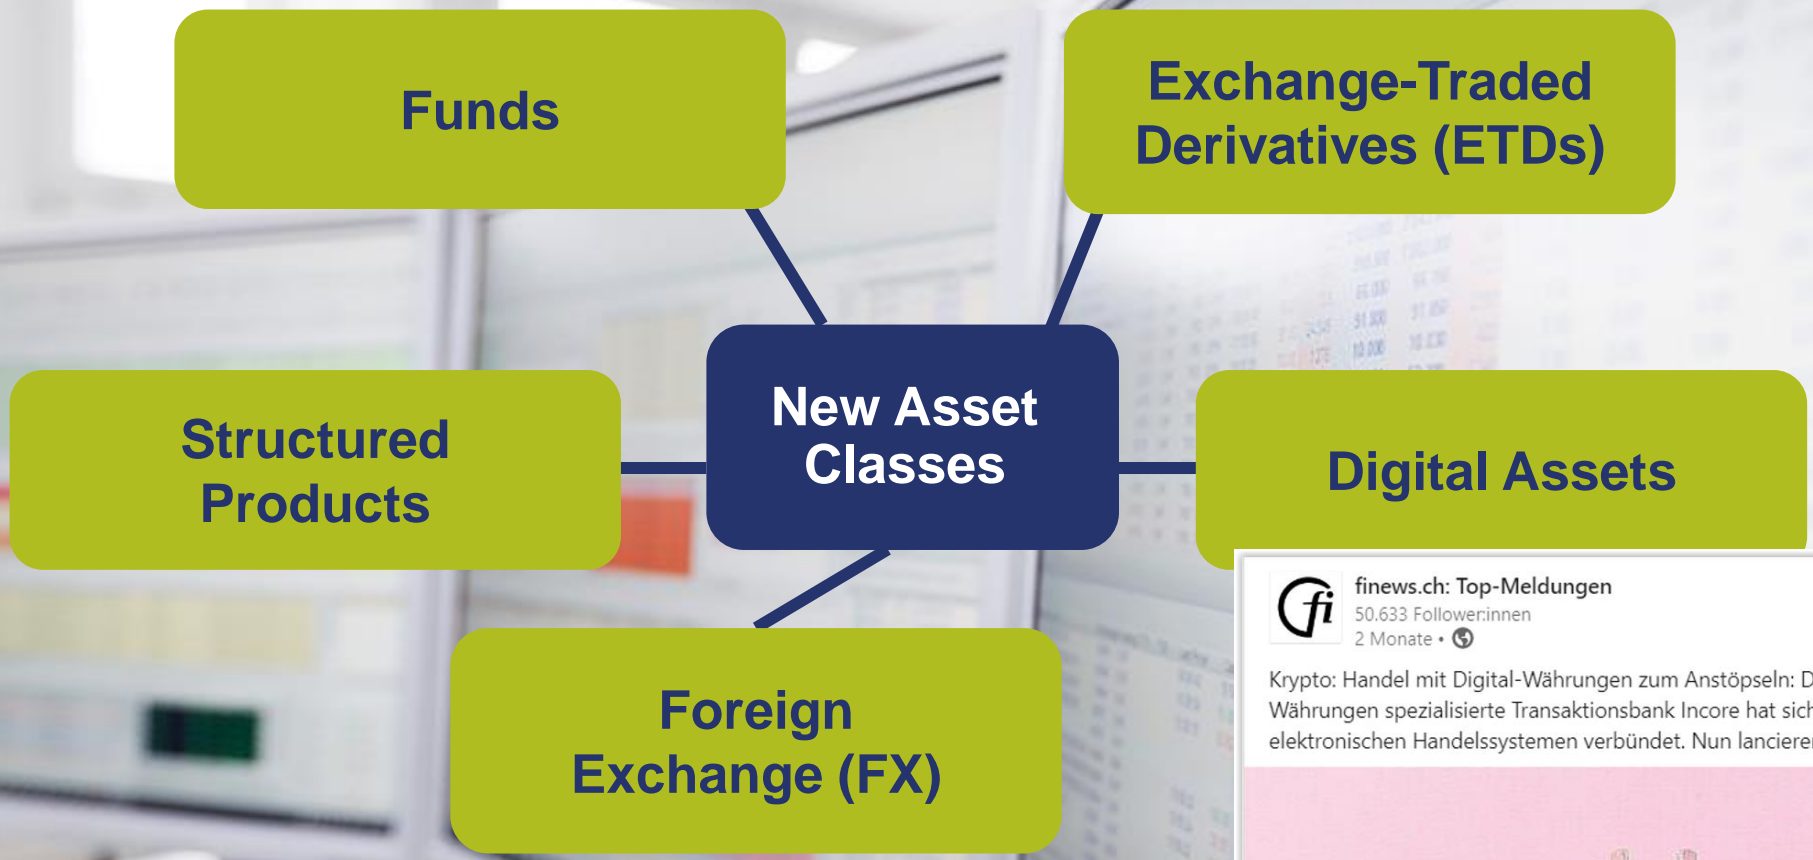 Funds
Exchange-Traded
Derivatives (ETDs)
New Asset
Classes
Structured
Products
Digital Assets
Foreign
Exchange (FX)
fi
finews.ch: Top-Meldungen
50.633 Follower:innen
2 Monate •
Krypto: Handel mit Digital-Währungen zum Anstöpseln:
Währungen spezialisierte Transaktionsbank Incore hat sich
elektronischen Handelssystemen verbündet. Nun lancieren